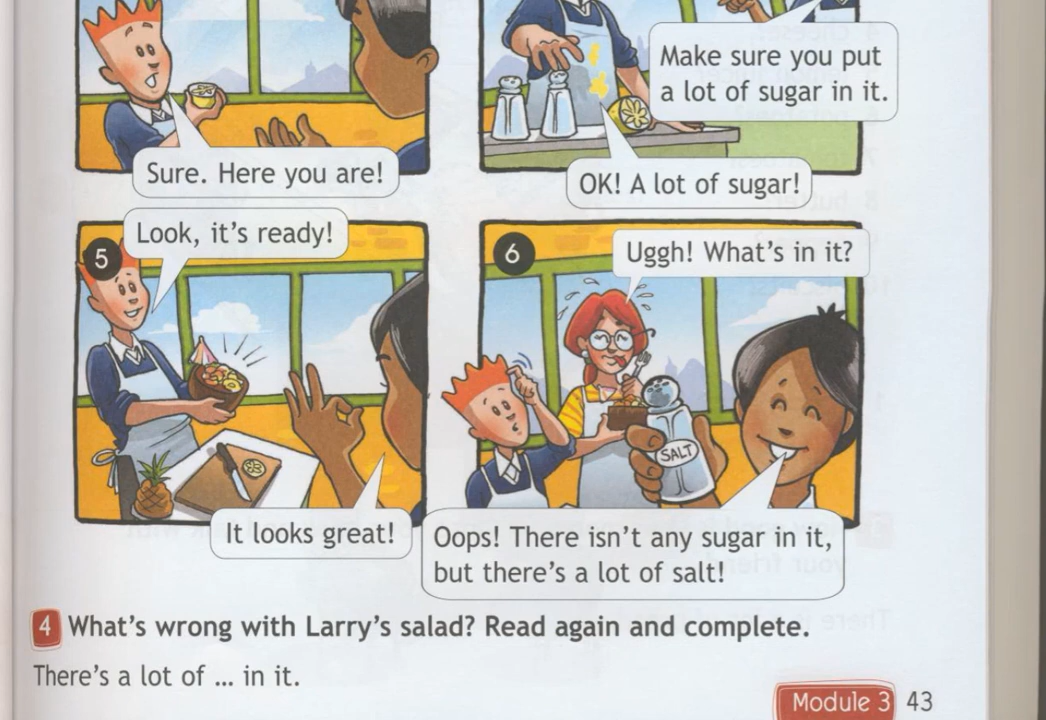 Make sure you put
a lot of sugar in it.
Sure. Here you are!
OK! A lot of sugar!
5
Look, it's ready!
It looks great!
6
Uggh! What's in it?
SALT
Oops! There isn't any sugar in it,
but there's a lot of salt!
4 What's wrong with Larry's salad? Read again and complete.
There's a lot of ... in it.
Module 3 43